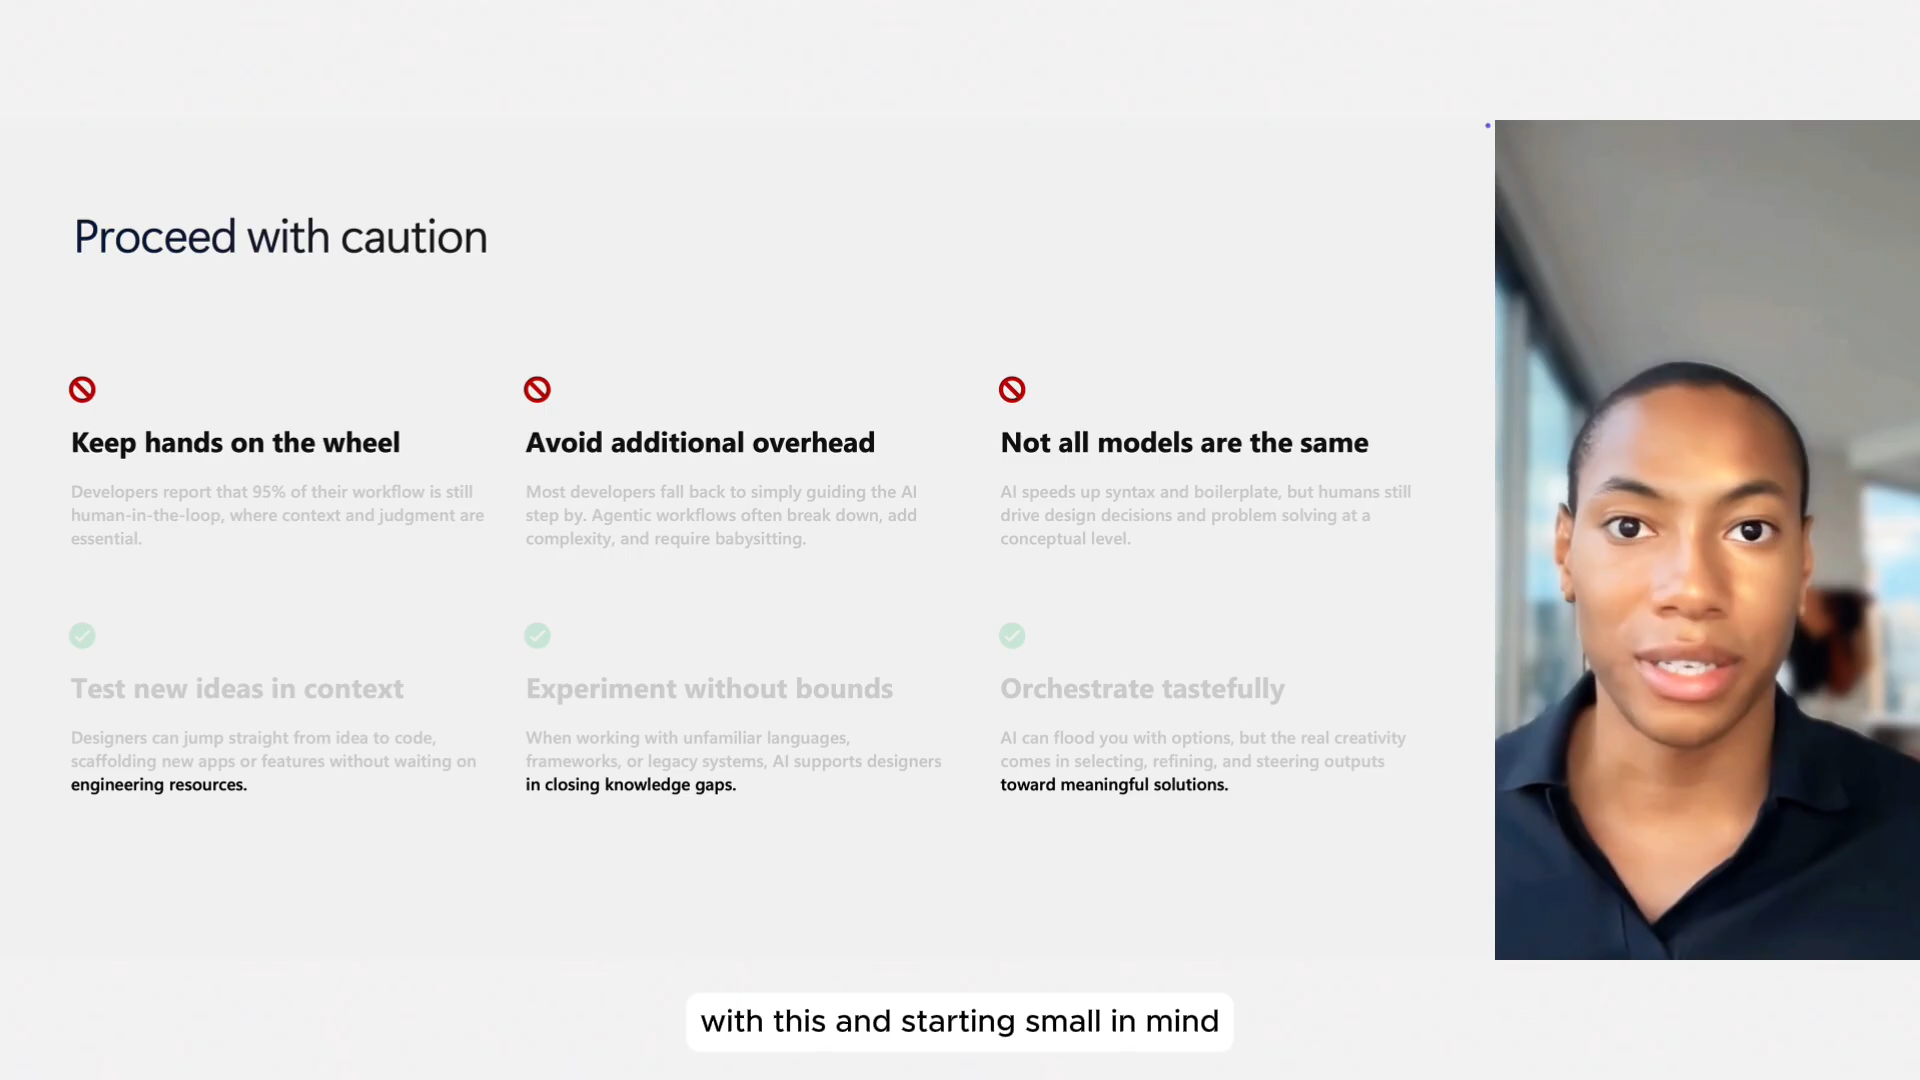 Proceed with caution
Keep hands on the wheel
Developers report that 95% of their workflow is still
human-in-the-loop, where context and judgment are
essential.
Avoid additional overhead
Most developers fall back to simply guiding the AI
step by. Agentic workflows often break down, add
complexity, and require babysitting.
Not all models are the same
AI speeds up syntax and boilerplate, but humans still
drive design decisions and problem solving at a
conceptual level.
Test new ideas in context
Designers can jump straight from idea to code,
scaffolding new apps or features without waiting on
engineering resources.
Experiment without bounds
When working with unfamiliar languages,
frameworks, or legacy systems, AI supports designers
in closing knowledge gaps.
Orchestrate tastefully
AI can flood you with options, but the real creativity
comes in selecting, refining, and steering outputs
toward meaningful solutions.
with this and starting small in mind